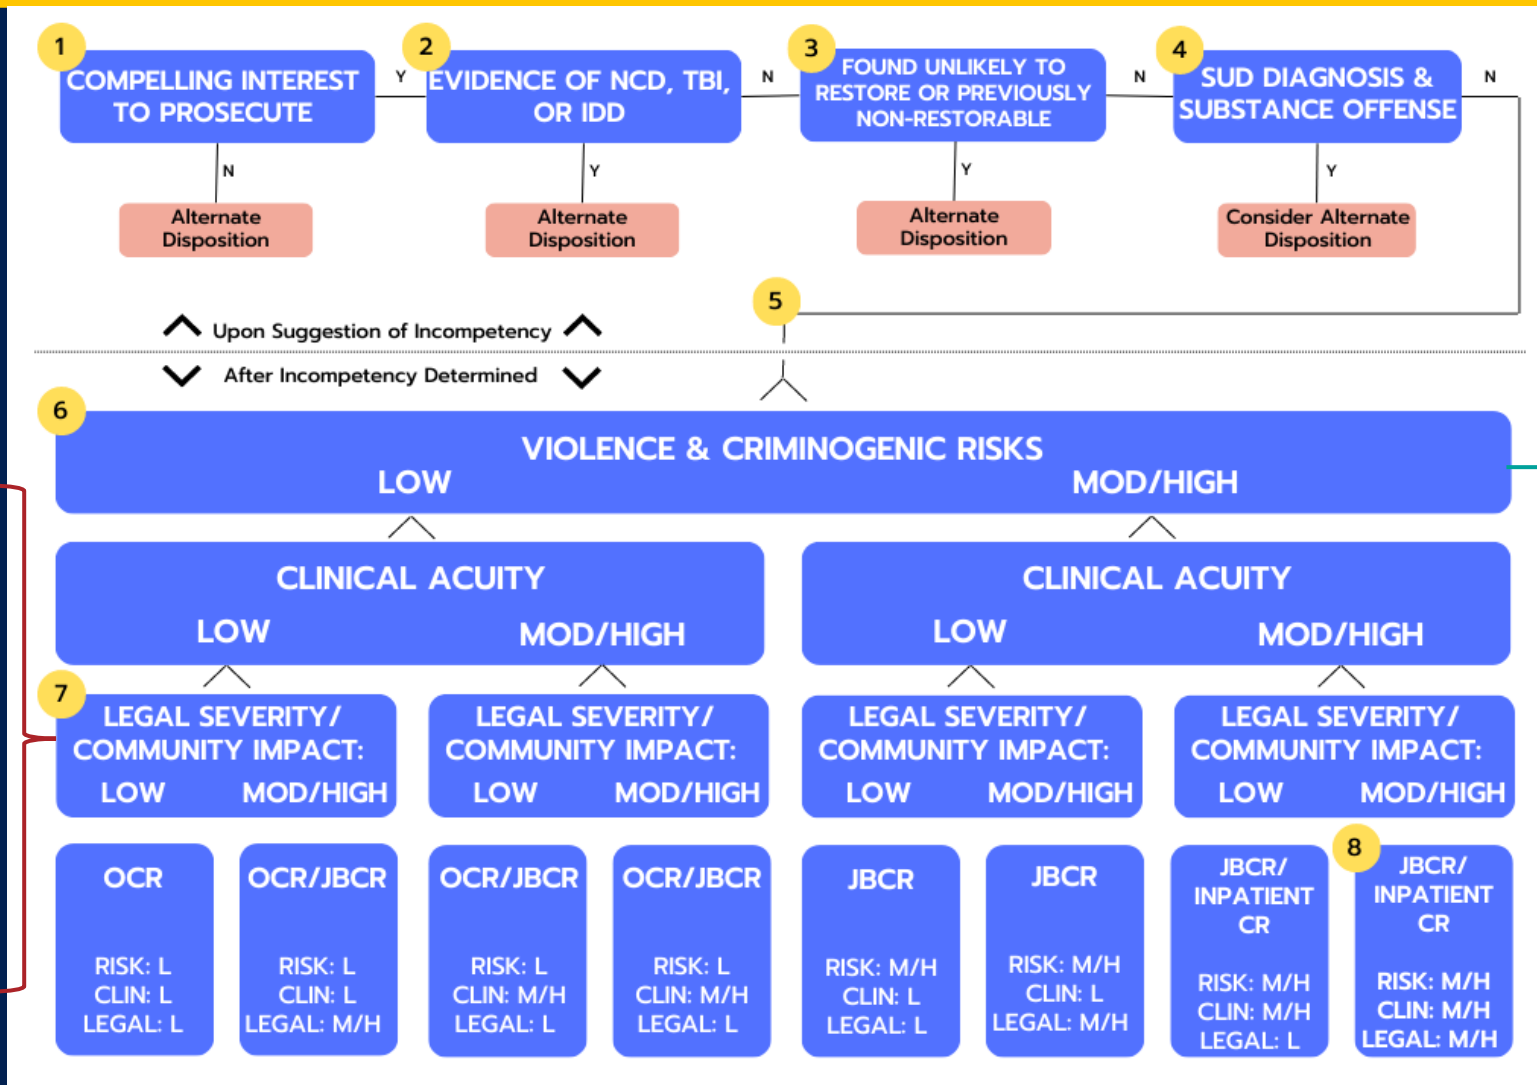 1
COMPELLING INTEREST
TO PROSECUTE
Y
N
Alternate
Disposition
2
EVIDENCE OF NCD, TBI,
OR IDD
N
Y
Alternate
Disposition
3
FOUND UNLIKELY TO
RESTORE OR PREVIOUSLY
NON-RESTORABLE
N
Y
Alternate
Disposition
4
SUD DIAGNOSIS &
SUBSTANCE OFFENSE
N
Y
Consider Alternate
Disposition
5
Upon Suggestion of Incompetency
After Incompetency Determined
6
VIOLENCE & CRIMINOGENIC RISKS
LOW MOD/HIGH
CLINICAL ACUITY
LOW MOD/HIGH
CLINICAL ACUITY
LOW MOD/HIGH
7
LEGAL SEVERITY/
COMMUNITY IMPACT:
LOW MOD/HIGH
LEGAL SEVERITY/
COMMUNITY IMPACT:
LOW MOD/HIGH
LEGAL SEVERITY/
COMMUNITY IMPACT:
LOW MOD/HIGH
LEGAL SEVERITY/
COMMUNITY IMPACT:
LOW MOD/HIGH
OCR
RISK: L
CLIN: L
LEGAL: L
OCR/JBCR
RISK: L
CLIN: L
LEGAL: M/H
OCR/JBCR
RISK: L
CLIN: M/H
LEGAL: L
OCR/JBCR
RISK: L
CLIN: M/H
LEGAL: L
JBCR
RISK: M/H
CLIN: L
LEGAL: L
JBCR
RISK: M/H
CLIN: L
LEGAL: M/H
JBCR/
INPATIENT
CR
RISK: M/H
CLIN: M/H
LEGAL: L
8
JBCR/
INPATIENT
CR
RISK: M/H
CLIN: M/H
LEGAL: M/H